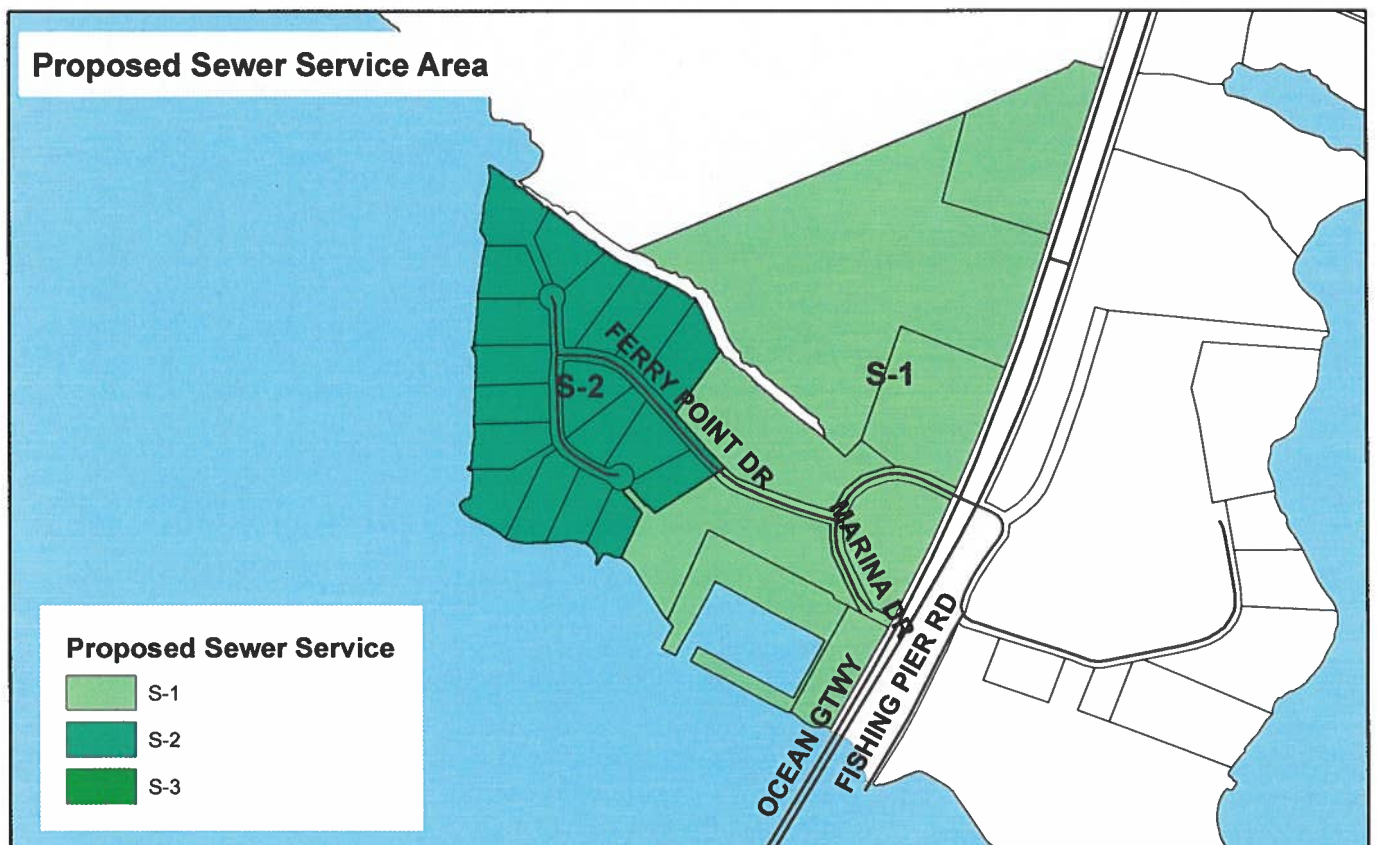 Proposed Sewer Service Area
S-1
FERRY POINT DR
S-2
MARINA DR
OCEAN GTWY
FISHING PIER RD
Proposed Sewer Service
S-1
S-2
S-3